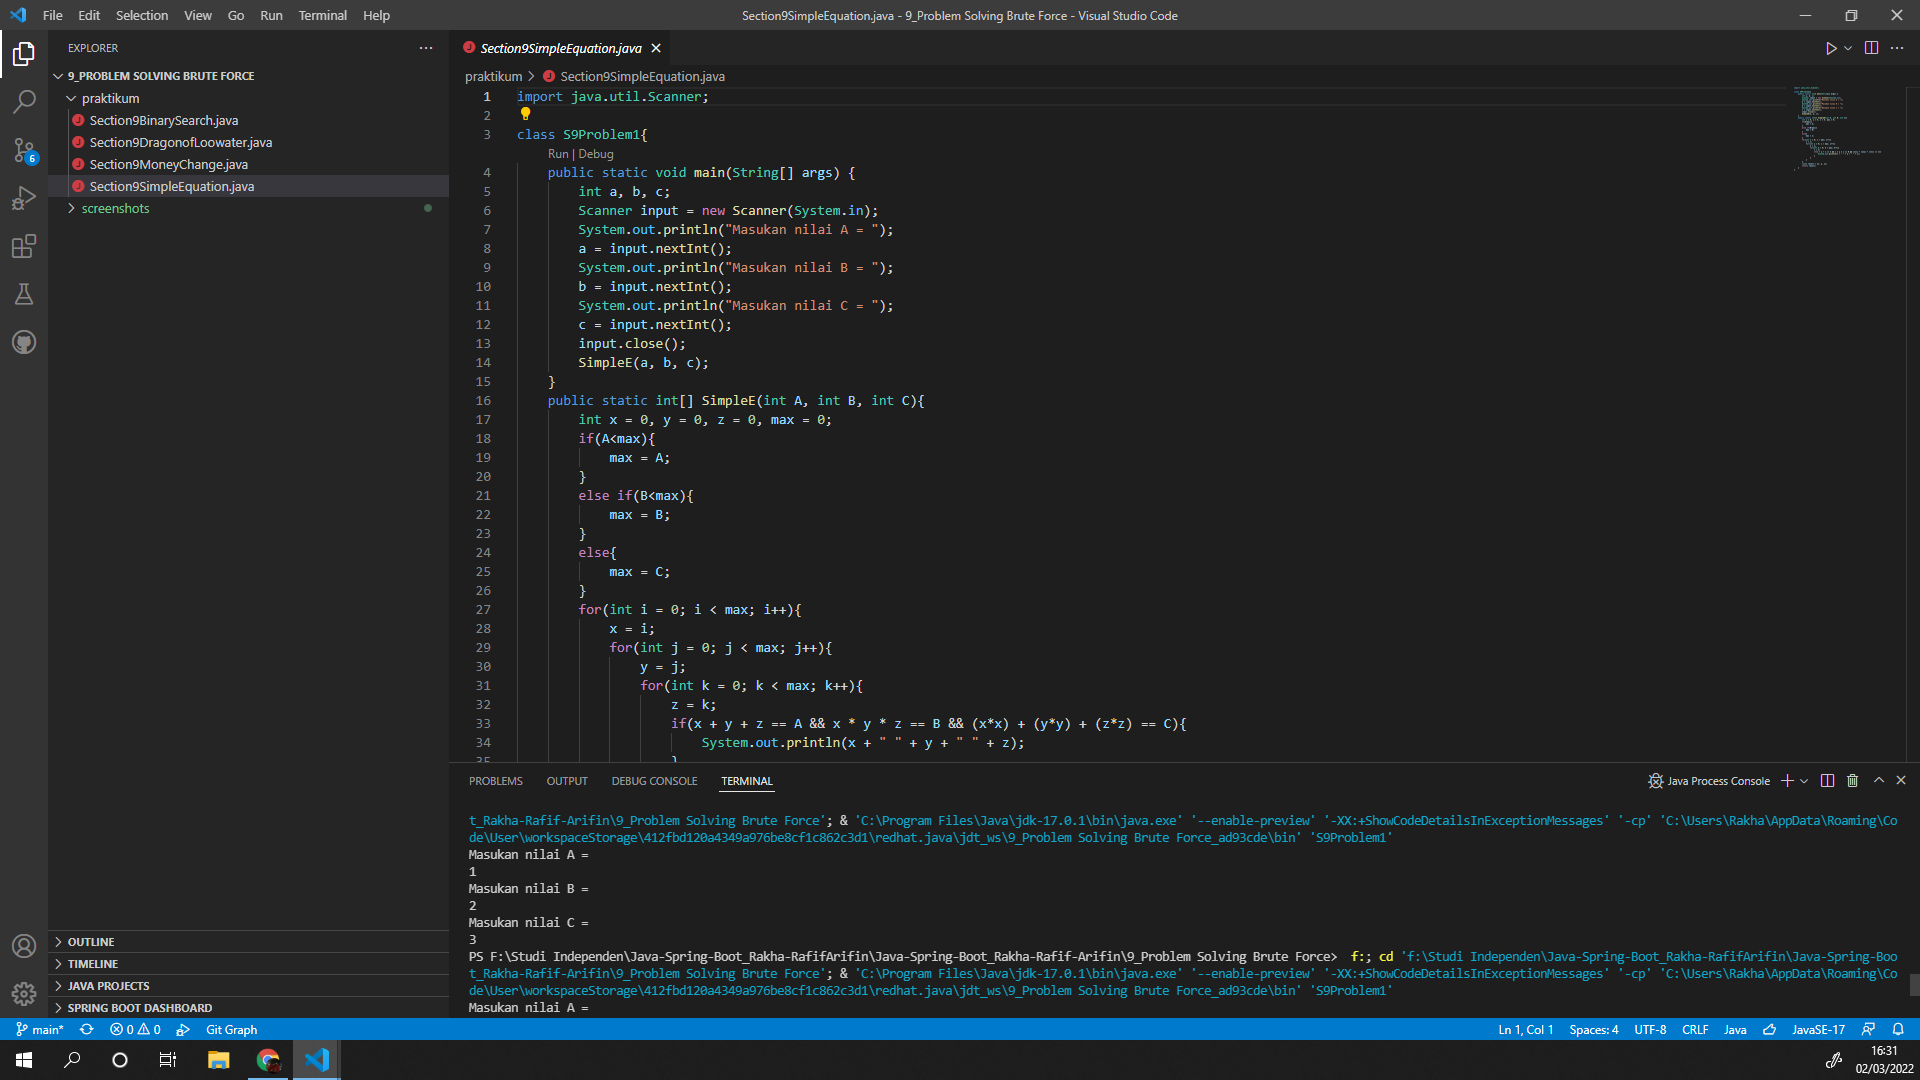 File Edit Selection View Go Run Terminal Help
Section9SimpleEquation.java - 9_Problem Solving Brute Force - Visual Studio Code
EXPLORER
9_PROBLEM SOLVING BRUTE FORCE
praktikum
Section9BinarySearch.java
Section9DragonofLoowater.java
Section9MoneyChange.java
Section9SimpleEquation.java
screenshots
6
OUTLINE
TIMELINE
JAVA PROJECTS
SPRING BOOT DASHBOARD
Section9SimpleEquation.java
praktikum > Section9SimpleEquation.java
1 import java.util.Scanner;
2
3 class S9Problem1{
Run | Debug
4 public static void main(String[] args) {
5 int a, b, c;
6 Scanner input = new Scanner(System.in);
7 System.out.println("Masukan nilai A = ");
8 a = input.nextInt();
9 System.out.println("Masukan nilai B = ");
10 b = input.nextInt();
11 System.out.println("Masukan nilai C = ");
12 c = input.nextInt();
13 input.close();
14 SimpleE(a, b, c);
15 }
16 public static int[] SimpleE(int A, int B, int C){
17 int x = 0, y = 0, z = 0, max = 0;
18 if(A<max){
19 max = A;
20 }
21 else if(B<max){
22 max = B;
23 }
24 else{
25 max = C;
26 }
27 for(int i = 0; i < max; i++){
28 x = i;
29 for(int j = 0; j < max; j++){
30 y = j;
31 for(int k = 0; k < max; k++){
32 z = k;
33 if(x + y + z == A && x * y * z == B && (x*x) + (y*y) + (z*z) == C){
34 System.out.println(x + " " + y + " " + z);
35 }
PROBLEMS OUTPUT DEBUG CONSOLE TERMINAL
Java Process Console
t_Rakha-Rafif-Arifin\9_Problem Solving Brute Force'; & 'C:\Program Files\Java\jdk-17.0.1\bin\java.exe' '--enable-preview' '-XX:+ShowCodeDetailsInExceptionMessages' '-cp' 'C:\Users\Rakha\AppData\Roaming\Co
de\User\workspaceStorage\412fbd120a4349a976be8cf1c862c3d1\redhat.java\jdt_ws\9_Problem Solving Brute Force_ad93cde\bin' 'S9Problem1'
Masukan nilai A =
1
Masukan nilai B =
2
Masukan nilai C =
3
PS F:\Studi Independen\Java-Spring-Boot_Rakha-RafifArifin\Java-Spring-Boot_Rakha-Rafif-Arifin\9_Problem Solving Brute Force> f:; cd 'f:\Studi Independen\Java-Spring-Boot_Rakha-RafifArifin\Java-Spring-Boo
t_Rakha-Rafif-Arifin\9_Problem Solving Brute Force'; & 'C:\Program Files\Java\jdk-17.0.1\bin\java.exe' '--enable-preview' '-XX:+ShowCodeDetailsInExceptionMessages' '-cp' 'C:\Users\Rakha\AppData\Roaming\Co
de\User\workspaceStorage\412fbd120a4349a976be8cf1c862c3d1\redhat.java\jdt_ws\9_Problem Solving Brute Force_ad93cde\bin' 'S9Problem1'
Masukan nilai A =
main* 0 0 Git Graph
Ln 1, Col 1 Spaces: 4 UTF-8 CRLF Java JavaSE-17
16:31
02/03/2022